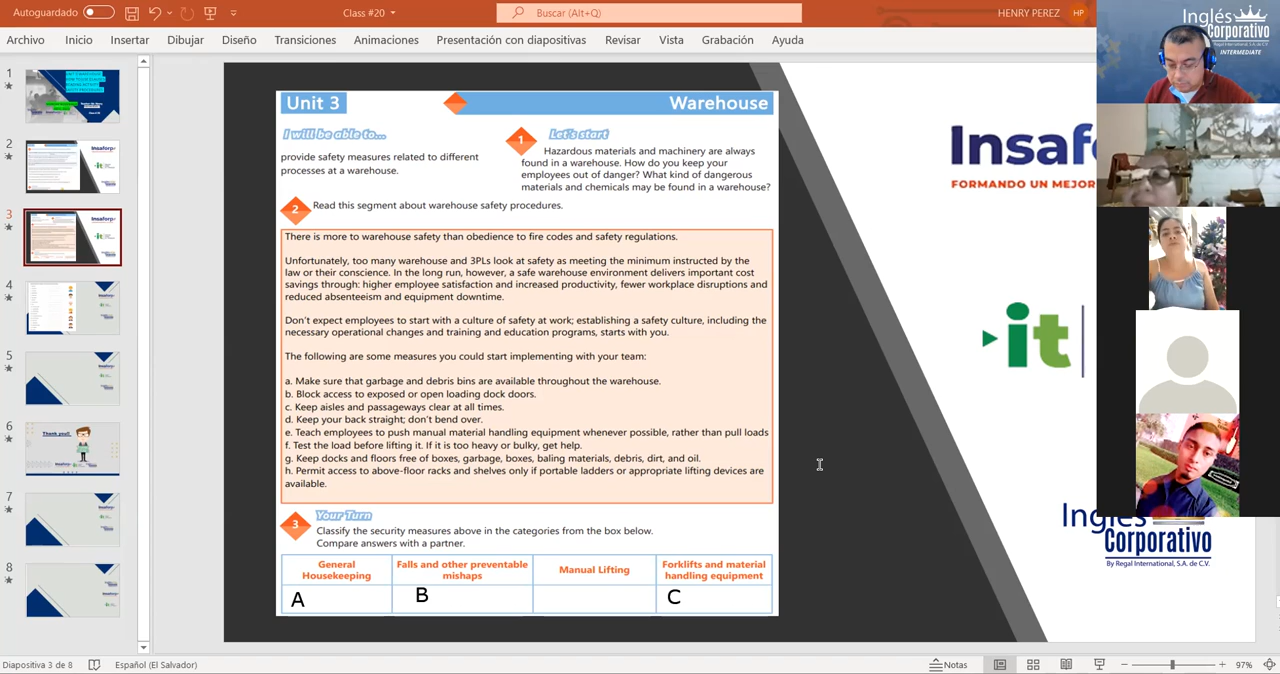 Autoguardado
Class #20
Buscar (Alt+Q)
HENRY PEREZ
HP
Archivo
Inicio
Insertar
Dibujar
Diseño
Transiciones
Animaciones
Presentación con diapositivas
Revisar
Vista
Grabación
Ayuda
Inglés
Corporativo
By Regal International, S.A. de C.V.
INTERMEDIATE
1
2
3
4
5
6
7
8
Thank you!
Unit 3
Warehouse
I will be able to...
provide safety measures related to different
processes at a warehouse.
1
Let's start
Hazardous materials and machinery are always
found in a warehouse. How do you keep your
employees out of danger? What kind of dangerous
materials and chemicals may be found in a warehouse?
2
Read this segment about warehouse safety procedures.
There is more to warehouse safety than obedience to fire codes and safety regulations.
Unfortunately, too many warehouse and 3PLs look at safety as meeting the minimum instructed by the
law or their conscience. In the long run, however, a safe warehouse environment delivers important cost
savings through: higher employee satisfaction and increased productivity, fewer workplace disruptions and
reduced absenteeism and equipment downtime.
Don't expect employees to start with a culture of safety at work; establishing a safety culture, including the
necessary operational changes and training and education programs, starts with you.
The following are some measures you could start implementing with your team:
a. Make sure that garbage and debris bins are available throughout the warehouse.
b. Block access to exposed or open loading dock doors.
c. Keep aisles and passageways clear at all times.
d. Keep your back straight; don't bend over.
e. Teach employees to push manual material handling equipment whenever possible, rather than pull loads
f. Test the load before lifting it. If it is too heavy or bulky, get help.
g. Keep docks and floors free of boxes, garbage, boxes, baling materials, debris, dirt, and oil.
h. Permit access to above-floor racks and shelves only if portable ladders or appropriate lifting devices are
available.
3
Your Turn
Classify the security measures above in the categories from the box below.
Compare answers with a partner.
General
Housekeeping
Falls and other preventable
mishaps
Manual Lifting
Forklifts and material
handling equipment
A
B
C
Insafo
FORMANDO UN MEJOR
it
Inglés
Corporativo
By Regal International, S.A. de C.V.
Diapositiva 3 de 8
Español (El Salvador)
Notas
97%